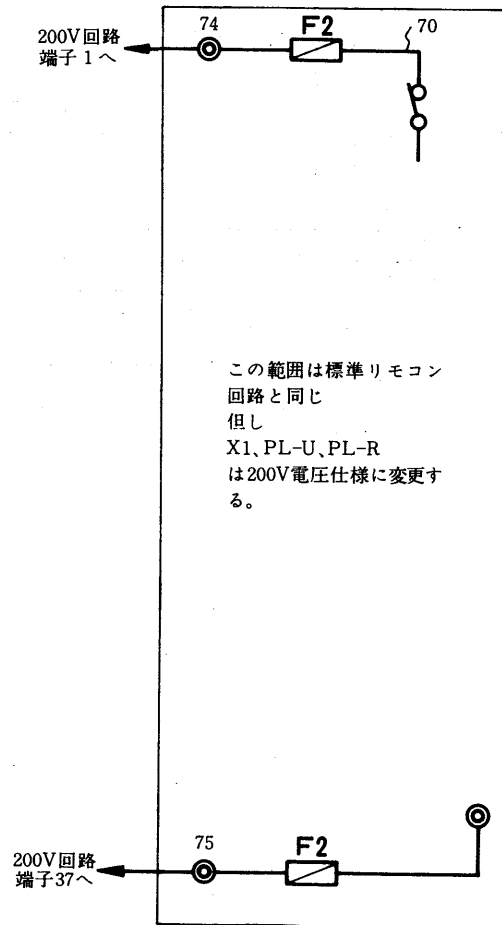 74
F2
70
200V回路
端子1へ
この範囲は標準リモコン
回路と同じ
但し
X1、PL-U、PL-R
は200V電圧仕様に変更す
る。
75
F2
200V回路
端子37へ